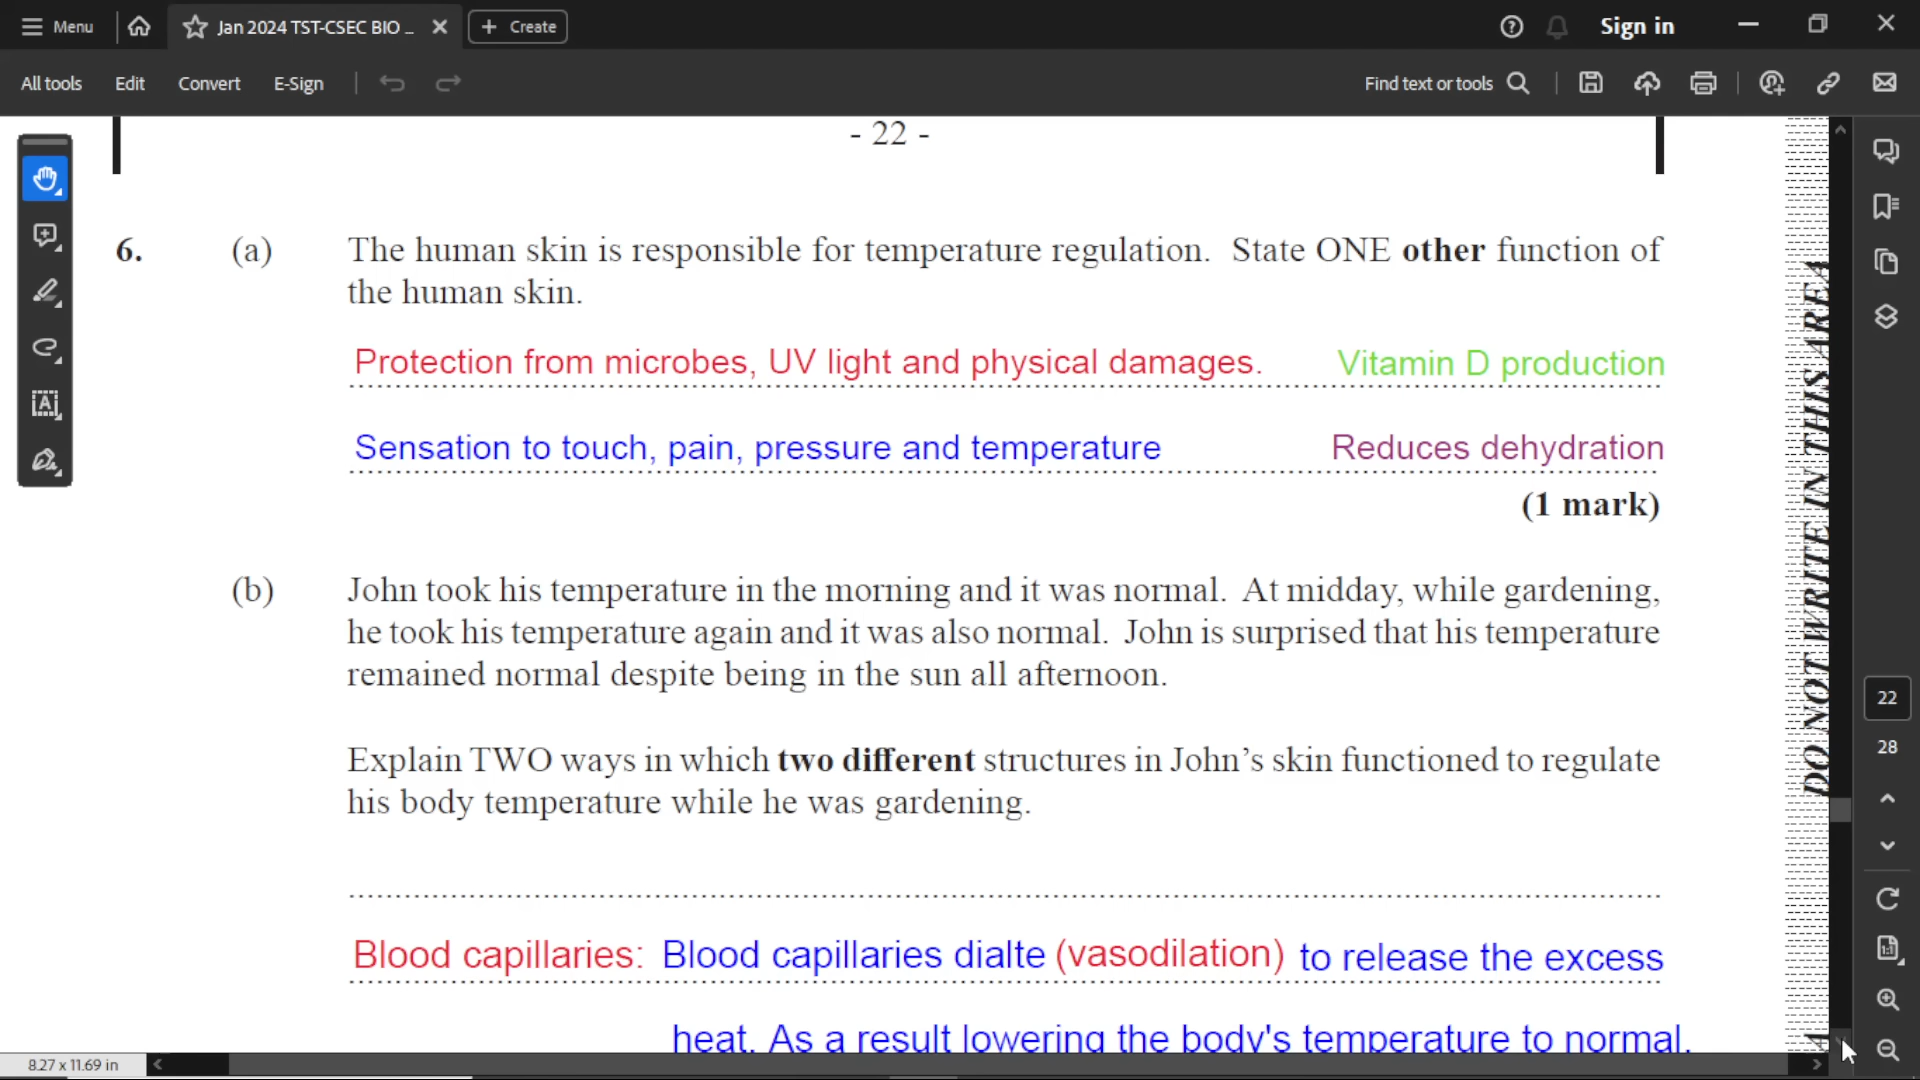 Menu
Jan 2024 TST-CSEC BIO _
Create
Sign in
All tools
Edit
Convert
E-Sign
Find text or tools
- 22 -
6. (a) The human skin is responsible for temperature regulation. State ONE other function of
the human skin.
Protection from microbes, UV light and physical damages. Vitamin D production
Sensation to touch, pain, pressure and temperature Reduces dehydration
(1 mark)
(b) John took his temperature in the morning and it was normal. At midday, while gardening,
he took his temperature again and it was also normal. John is surprised that his temperature
remained normal despite being in the sun all afternoon.
Explain TWO ways in which two different structures in John's skin functioned to regulate
his body temperature while he was gardening.
Blood capillaries: Blood capillaries dialte (vasodilation) to release the excess
heat. As a result lowering the body's temperature to normal.
DO NOT WRITE IN THIS AREA
A
22
28
1:1
8.27 x 11.69 in